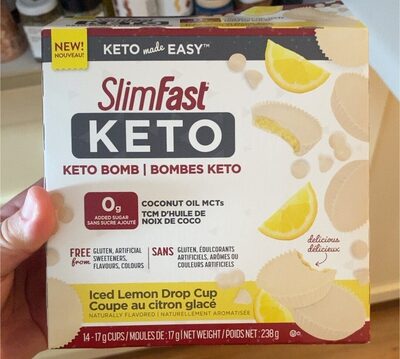 NEW!
NOUVEAU!
KETO made EASY™
SlimFast
KETO
KETO BOMB | BOMBES KETO
0g
ADDED SUGAR
SANS SUCRE AJOUTÉ
COCONUT OIL MCTs
TCM D'HUILE DE
NOIX DE COCO
FREE from GLUTEN, ARTIFICIAL
SWEETENERS,
FLAVOURS, COLOURS
SANS GLUTEN, ÉDULCORANTS
ARTIFICIELS, ARÔMES OU
COULEURS ARTIFICIELS
delicious
délicieux
Iced Lemon Drop Cup
Coupe au citron glacé
NATURALLY FLAVORED | NATURELLEMENT AROMATISÉE
14 - 17g CUPS / MOULES DE : 17g | NET WEIGHT / POIDS NET : 238 g